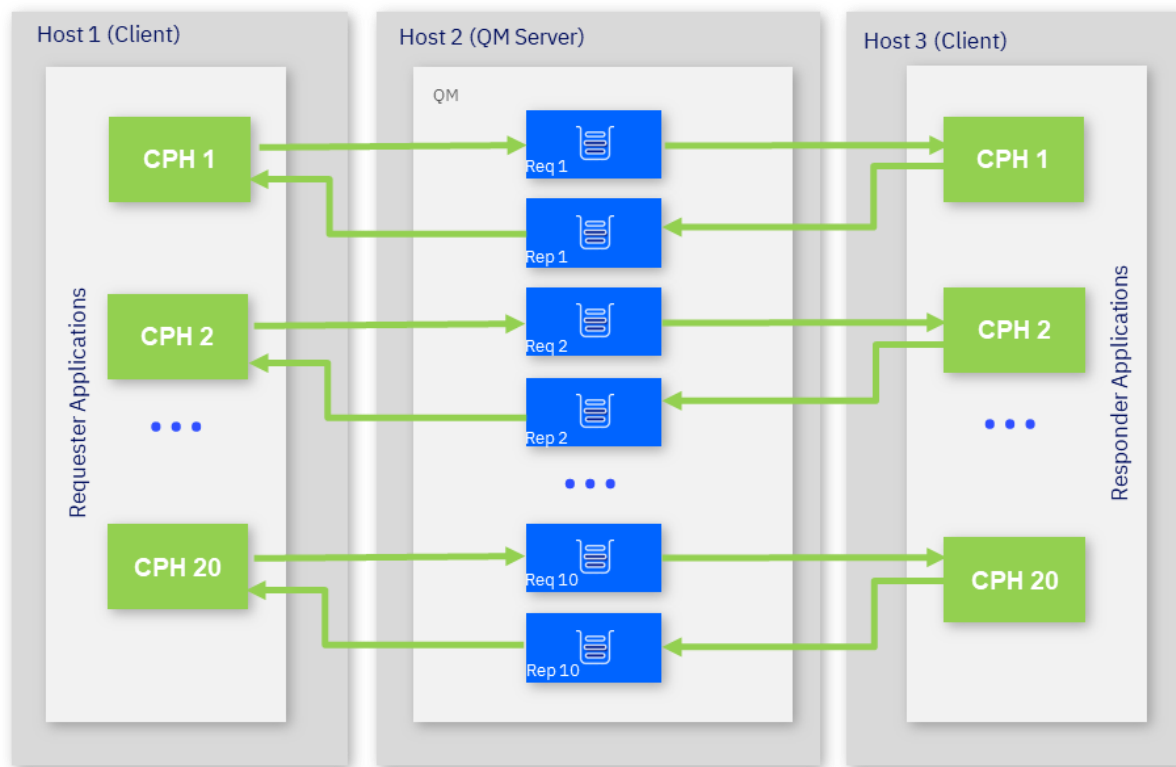 Host 1 (Client)
Host 2 (QM Server)
Host 3 (Client)
QM
Requester Applications
CPH 1
Req 1
CPH 1
Rep 1
CPH 2
Req 2
CPH 2
Rep 2
CPH 20
Req 10
CPH 20
Rep 10
Responder Applications